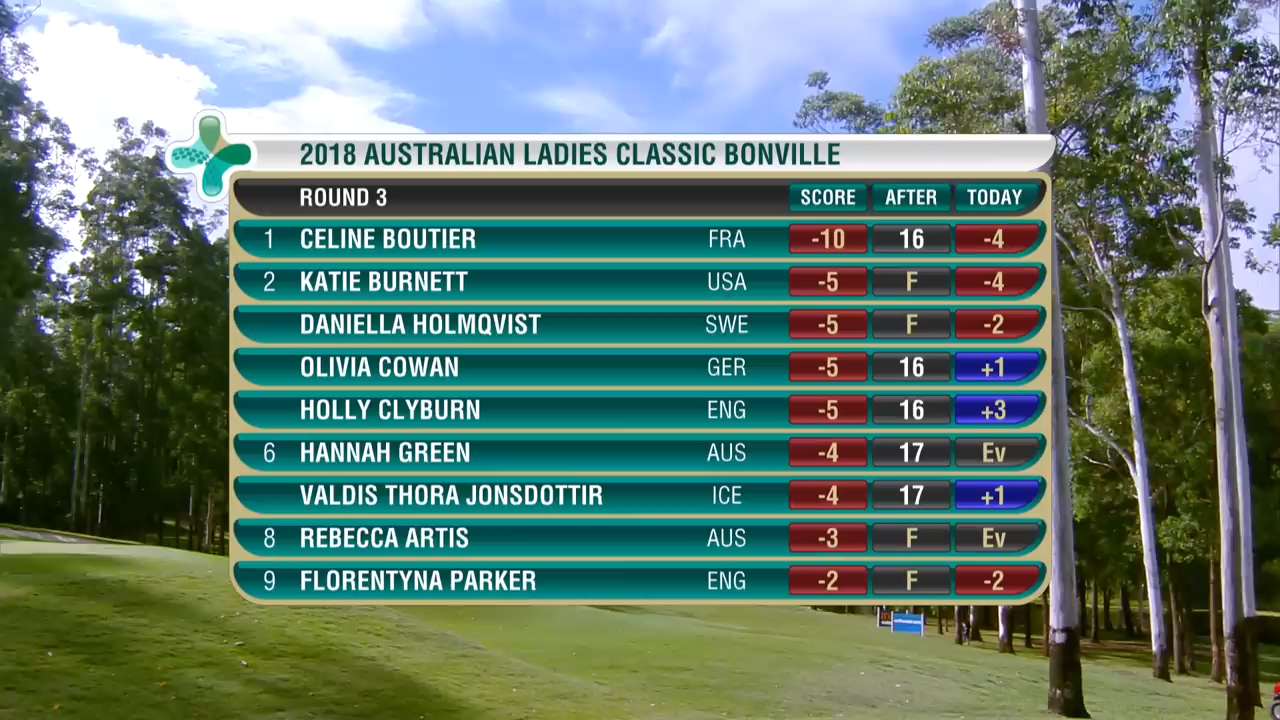 2018 AUSTRALIAN LADIES CLASSIC BONVILLE
ROUND 3 SCORE AFTER TODAY
1 CELINE BOUTIER FRA -10 16 -4
2 KATIE BURNETT USA -5 F -4
DANIELLA HOLMQVIST SWE -5 F -2
OLIVIA COWAN GER -5 16 +1
HOLLY CLYBURN ENG -5 16 +3
6 HANNAH GREEN AUS -4 17 Ev
VALDIS THORA JONSDOTTIR ICE -4 17 +1
8 REBECCA ARTIS AUS -3 F Ev
9 FLORENTYNA PARKER ENG -2 F -2